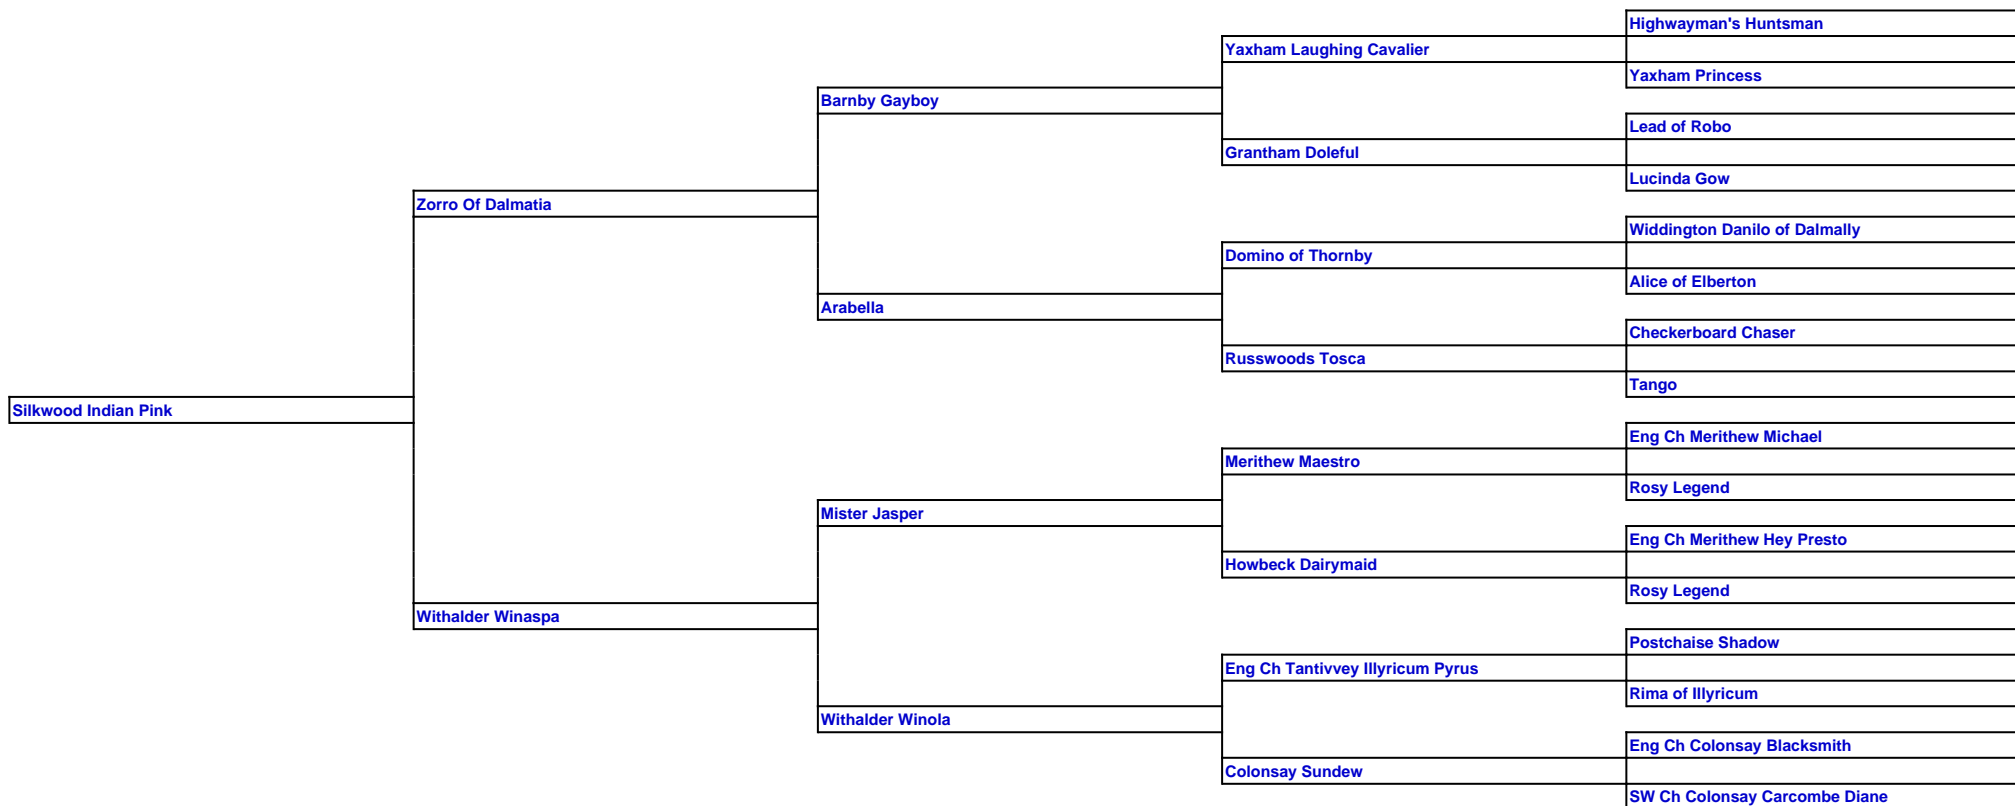 Highwayman's Huntsman
Yaxham Laughing Cavalier
Yaxham Princess
Barnby Gayboy
Lead of Robo
Grantham Doleful
Lucinda Gow
Zorro Of Dalmatia
Widdington Danilo of Dalmally
Domino of Thornby
Alice of Elberton
Arabella
Checkerboard Chaser
Russwoods Tosca
Tango
Silkwood Indian Pink
Eng Ch Merithew Michael
Merithew Maestro
Rosy Legend
Mister Jasper
Eng Ch Merithew Hey Presto
Howbeck Dairymaid
Rosy Legend
Withalder Winaspa
Postchaise Shadow
Eng Ch Tantivvey Illyricum Pyrus
Rima of Illyricum
Withalder Winola
Eng Ch Colonsay Blacksmith
Colonsay Sundew
SW Ch Colonsay Carcombe Diane